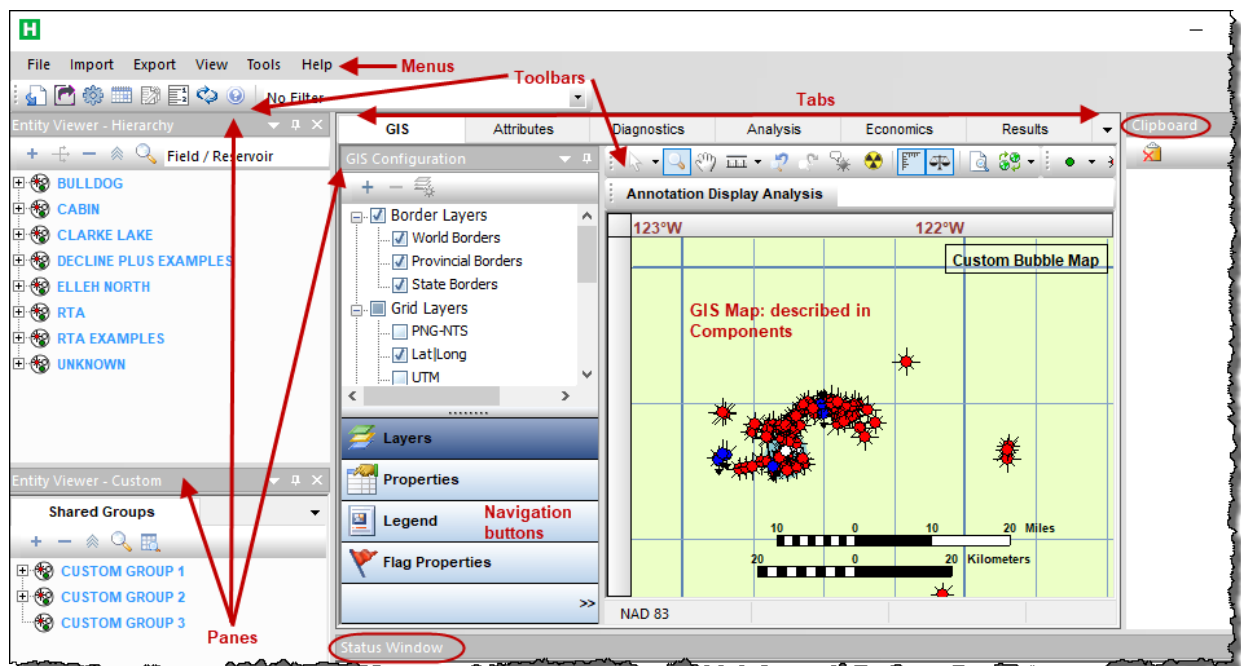 H
File Import Export View Tools Help
Menus
Toolbars
No Filter
Tabs
Entity Viewer - Hierarchy
GIS Attributes Diagnostics Analysis Economics Results
Clipboard
Field / Reservoir
GIS Configuration
BULLDOG
CABIN
CLARKE LAKE
DECLINE PLUS EXAMPLES
ELLEH NORTH
RTA
RTA EXAMPLES
UNKNOWN
Border Layers
World Borders
Provincial Borders
State Borders
Grid Layers
PNG-NTS
Lat|Long
UTM
Annotation Display Analysis
123°W 122°W
Custom Bubble Map
GIS Map: described in
Components
Layers
Properties
Legend
Navigation
buttons
Flag Properties
>>
10 0 10 20 Miles
20 0 20 Kilometers
NAD 83
Entity Viewer - Custom
Shared Groups
CUSTOM GROUP 1
CUSTOM GROUP 2
CUSTOM GROUP 3
Panes
Status Window